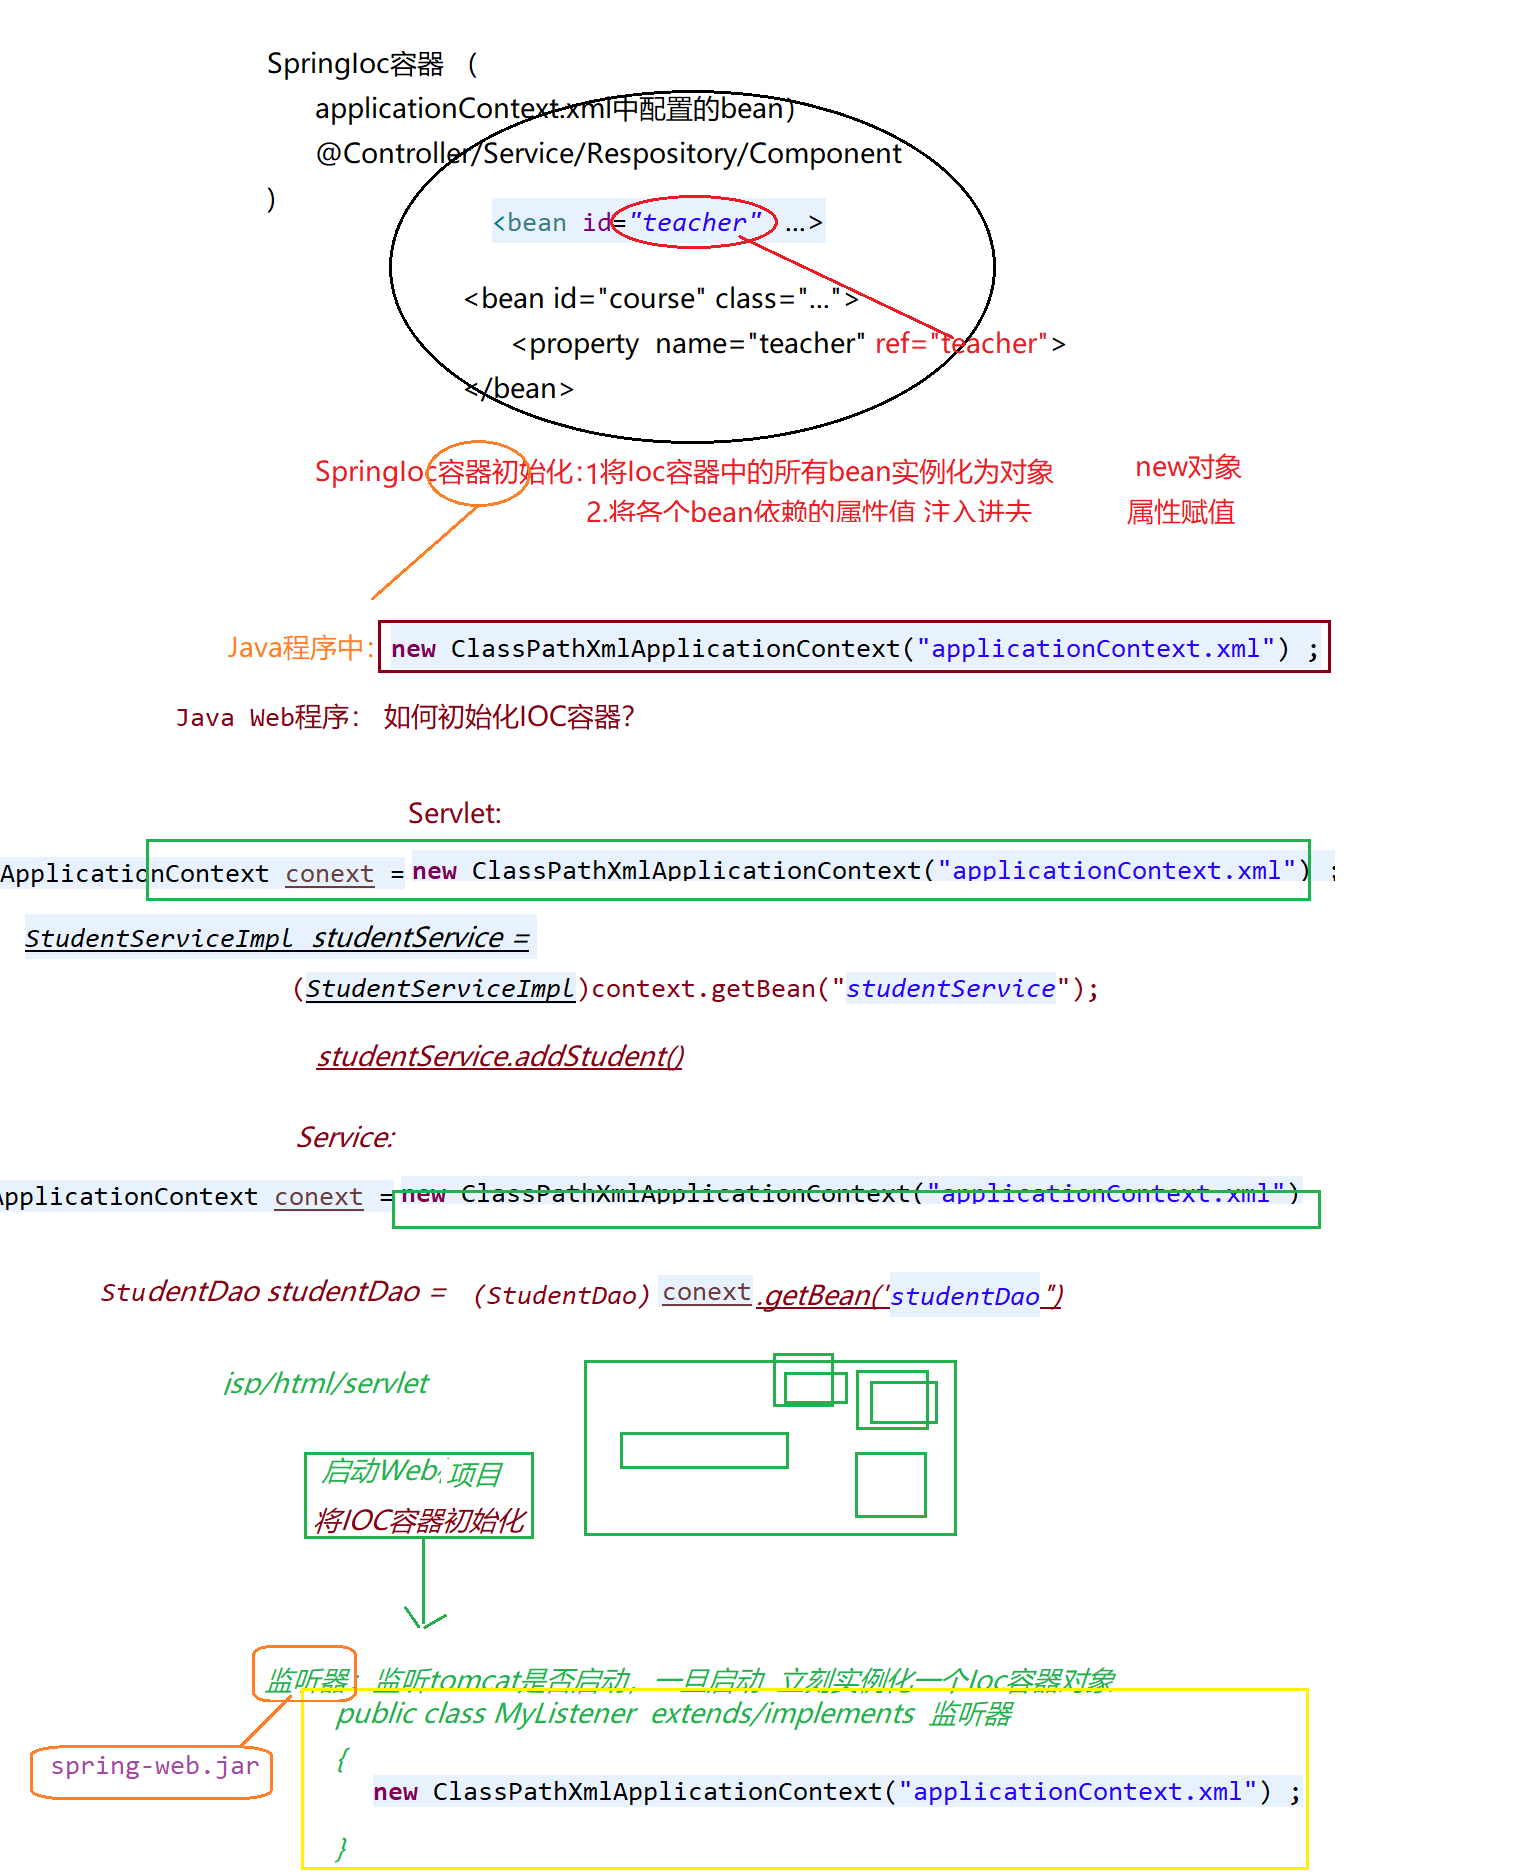 SpringIoc容器 （
applicationContext.xml中配置的bean）
@Controller/Service/Respository/Component
)
<bean id="teacher" ...>
<bean id="course" class="...">
<property name="teacher" ref="teacher">
</bean>
SpringIoc容器初始化：1将Ioc容器中的所有bean实例化为对象 new对象
2.将各个bean依赖的属性值 注入进去 属性赋值
Java程序中： new ClassPathXmlApplicationContext("applicationContext.xml") ;
Java Web程序： 如何初始化IOC容器？
Servlet:
ApplicationContext conext = new ClassPathXmlApplicationContext("applicationContext.xml") ;
StudentServiceImpl studentService =
(StudentServiceImpl)context.getBean("studentService");
studentService.addStudent()
Service:
ApplicationContext conext = new ClassPathXmlApplicationContext("applicationContext.xml")
StudentDao studentDao = (StudentDao) conext.getBean("studentDao")
jsp/html/servlet
启动Web项目
将IOC容器初始化
监听器：监听tomcat是否启动，一旦启动 立刻实例化一个Ioc容器对象
public class MyListener extends/implements 监听器
{
spring-web.jar
new ClassPathXmlApplicationContext("applicationContext.xml") ;
}